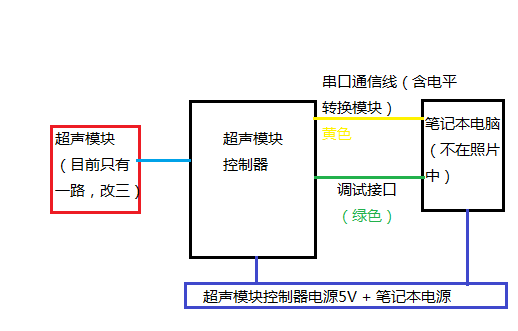 串口通信线（含电平
转换模块）
黄色
超声模块
（目前只有
一路，改三）
超声模块
控制器
笔记本电脑
（不在照片
中）
调试接口
（绿色）
超声模块控制器电源5V + 笔记本电源